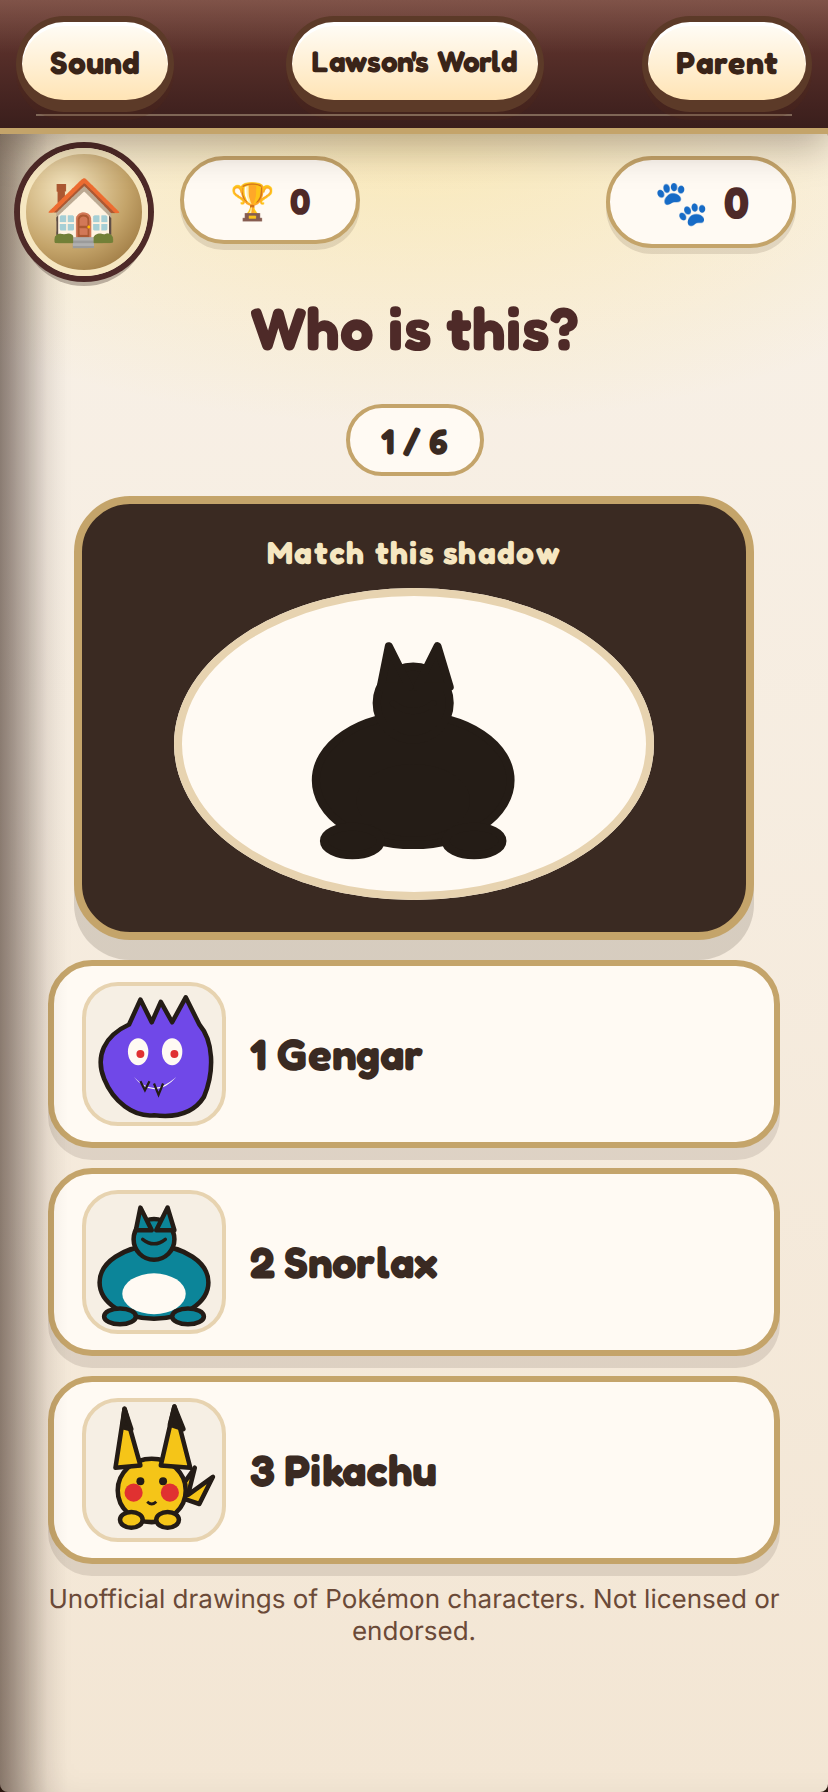 Sound
Lawson's World
Parent
0
0
Who is this?
1 / 6
Match this shadow
1 Gengar
2 Snorlax
3 Pikachu
Unofficial drawings of Pokémon characters. Not licensed or
endorsed.